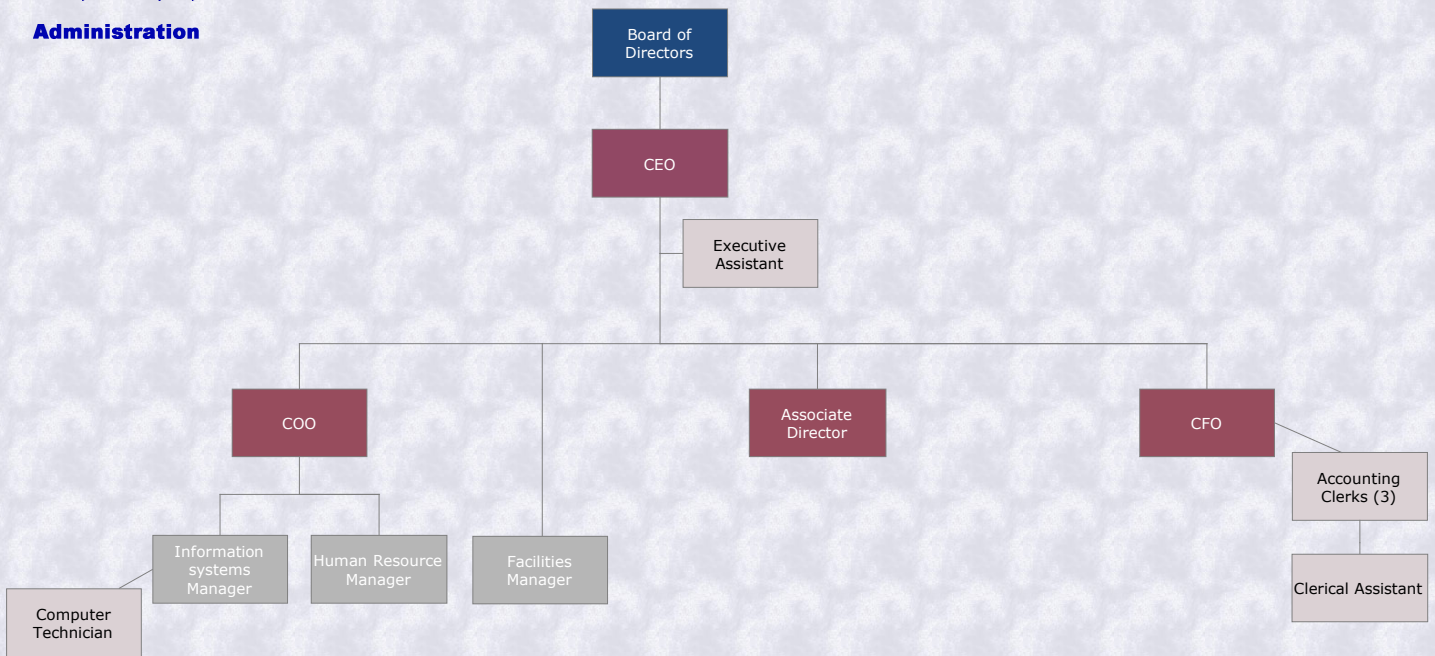 Administration
Board of
Directors
CEO
Executive
Assistant
COO
Associate
Director
CFO
Accounting
Clerks (3)
Information
systems
Manager
Human Resource
Manager
Facilities
Manager
Clerical Assistant
Computer
Technician